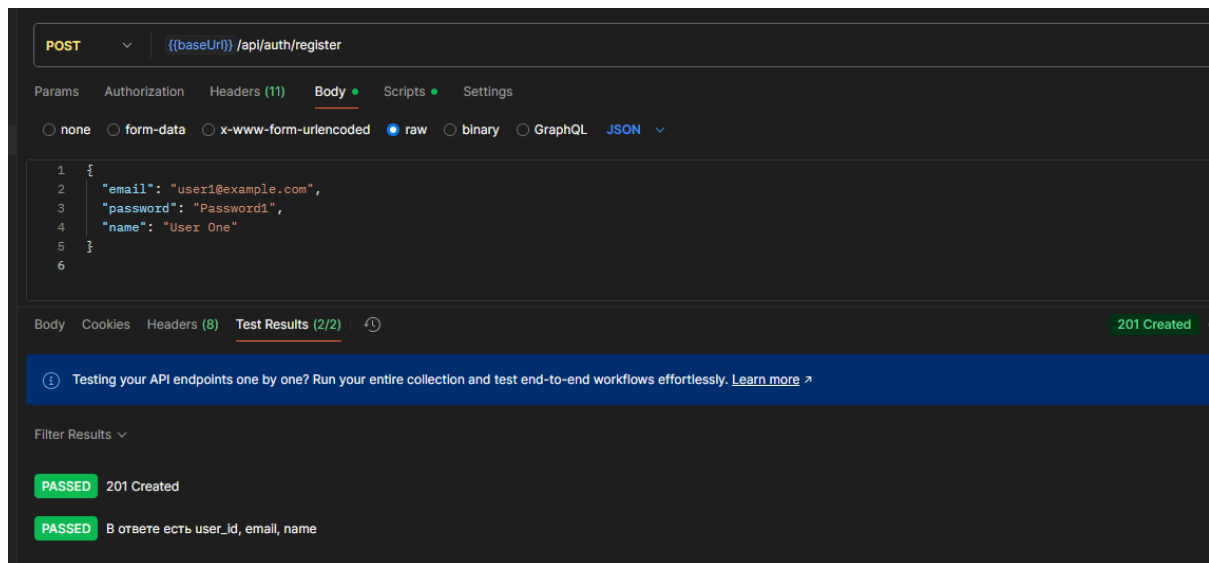 POST {{baseUrl}} /api/auth/register
Params Authorization Headers (11) Body Scripts Settings
none form-data x-www-form-urlencoded raw binary GraphQL JSON
1 {
2 "email": "user1@example.com",
3 "password": "Password1",
4 "name": "User One"
5 }
6
Body Cookies Headers (8) Test Results (2/2) 201 Created
Testing your API endpoints one by one? Run your entire collection and test end-to-end workflows effortlessly. Learn more
Filter Results
PASSED 201 Created
PASSED В ответе есть user_id, email, name